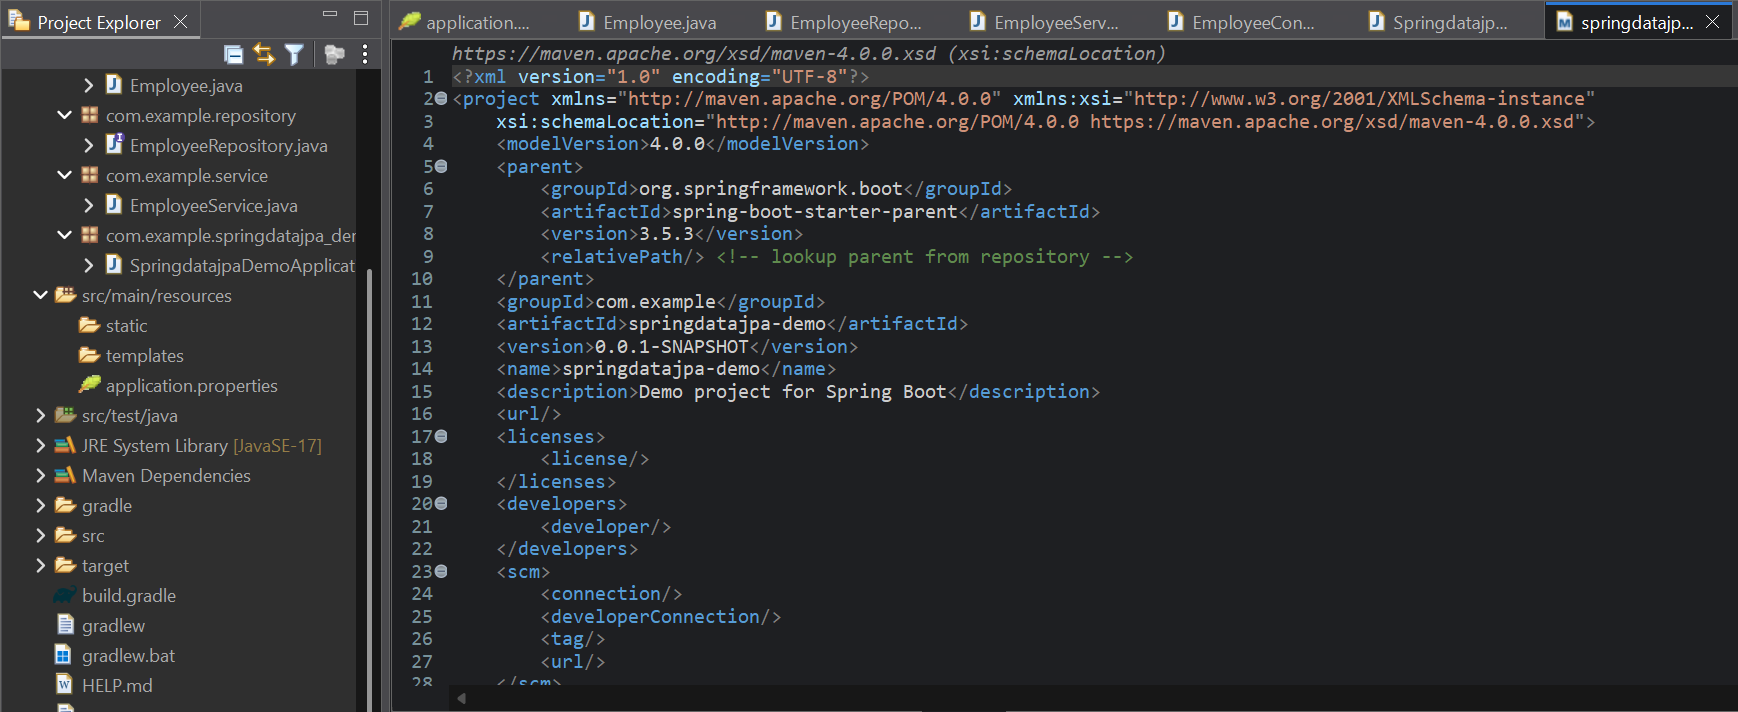 Project Explorer
Employee.java
com.example.repository
EmployeeRepository.java
com.example.service
EmployeeService.java
com.example.springdatajpa_der
SpringdatajpaDemoApplicat
src/main/resources
static
templates
application.properties
src/test/java
JRE System Library [JavaSE-17]
Maven Dependencies
gradle
src
target
build.gradle
gradlew
gradlew.bat
HELP.md
application....
Employee.java
EmployeeRepo...
EmployeeServ...
EmployeeCon...
Springdatajp...
springdatajp...
https://maven.apache.org/xsd/maven-4.0.0.xsd (xsi:schemaLocation)
1 <?xml version="1.0" encoding="UTF-8"?>
2 <project xmlns="http://maven.apache.org/POM/4.0.0" xmlns:xsi="http://www.w3.org/2001/XMLSchema-instance"
3 xsi:schemaLocation="http://maven.apache.org/POM/4.0.0 https://maven.apache.org/xsd/maven-4.0.0.xsd">
4 <modelVersion>4.0.0</modelVersion>
5 <parent>
6 <groupId>org.springframework.boot</groupId>
7 <artifactId>spring-boot-starter-parent</artifactId>
8 <version>3.5.3</version>
9 <relativePath/> <!-- lookup parent from repository -->
10 </parent>
11 <groupId>com.example</groupId>
12 <artifactId>springdatajpa-demo</artifactId>
13 <version>0.0.1-SNAPSHOT</version>
14 <name>springdatajpa-demo</name>
15 <description>Demo project for Spring Boot</description>
16 <url/>
17 <licenses>
18 <license/>
19 </licenses>
20 <developers>
21 <developer/>
22 </developers>
23 <scm>
24 <connection/>
25 <developerConnection/>
26 <tag/>
27 <url/>
28 </scm>